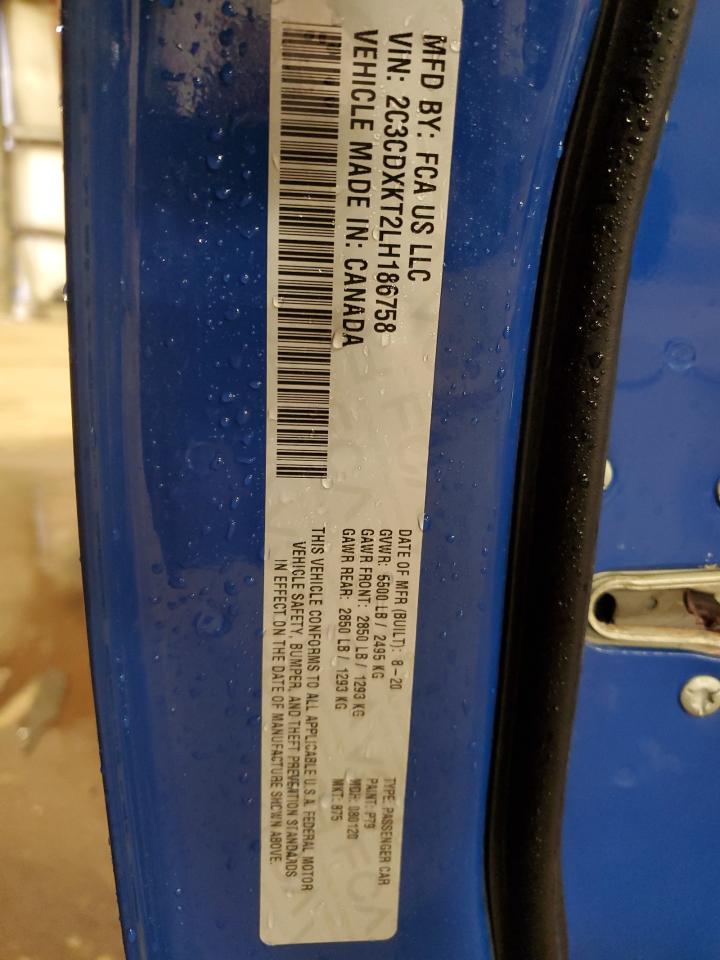 MFD BY: FCA US LLC
VIN: 2C3CDXKT2LH186758
VEHICLE MADE IN: CANADA
DATE OF MFR (BUILT): 8-20
GVWR: 5500 LB / 2495 KG
GAWR FRONT: 2850 LB / 1293 KG
GAWR REAR: 2850 LB / 1293 KG
TYPE: PASSENGER CAR
PAINT: P79
MDH: 080120
MKT: 875
THIS VEHICLE CONFORMS TO ALL APPLICABLE U.S.A. FEDERAL MOTOR
VEHICLE SAFETY, BUMPER, AND THEFT PREVENTION STANDARDS
IN EFFECT ON THE DATE OF MANUFACTURE SHOWN ABOVE.